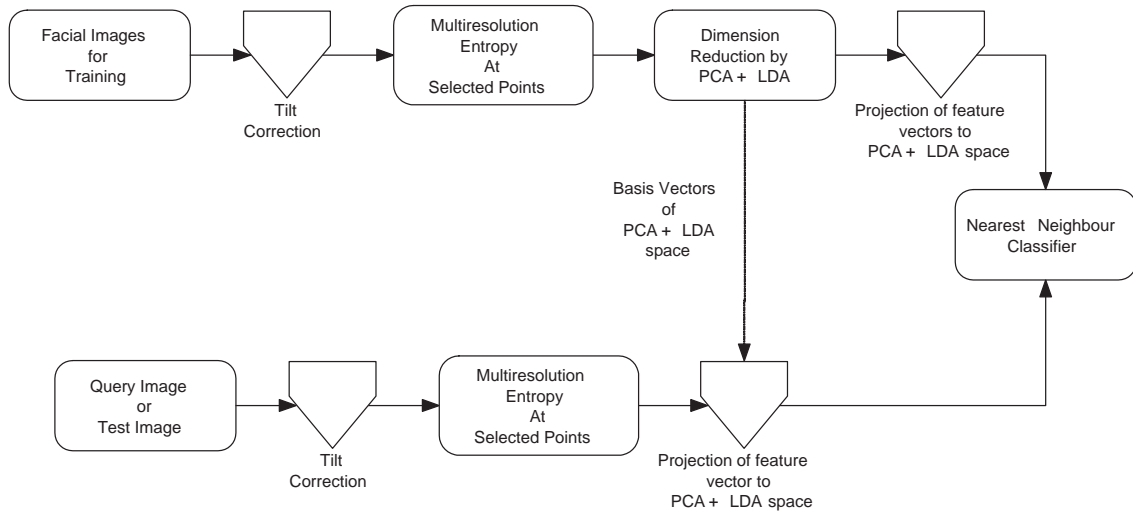 Facial Images
for
Training
Tilt
Correction
Multiresolution
Entropy
At
Selected Points
Dimension
Reduction by
PCA + LDA
Projection of feature
vectors to
PCA + LDA space
Basis Vectors
of
PCA + LDA
space
Nearest Neighbour
Classifier
Query Image
or
Test Image
Tilt
Correction
Multiresolution
Entropy
At
Selected Points
Projection of feature
vector to
PCA + LDA space